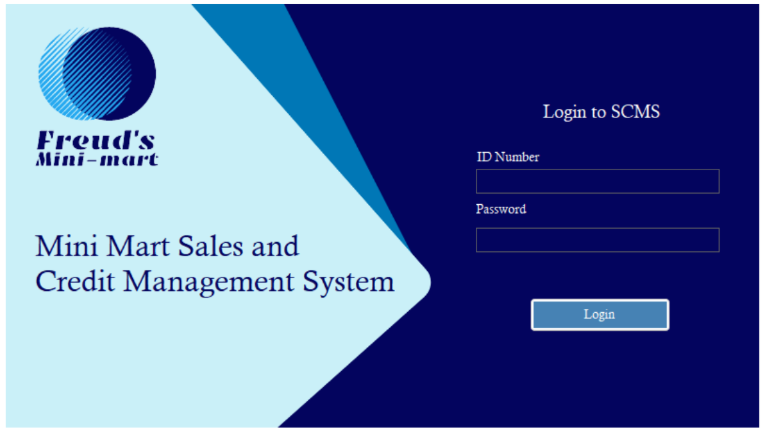 Freud's
Mini-mart
Mini Mart Sales and
Credit Management System
Login to SCMS
ID Number
Password
Login